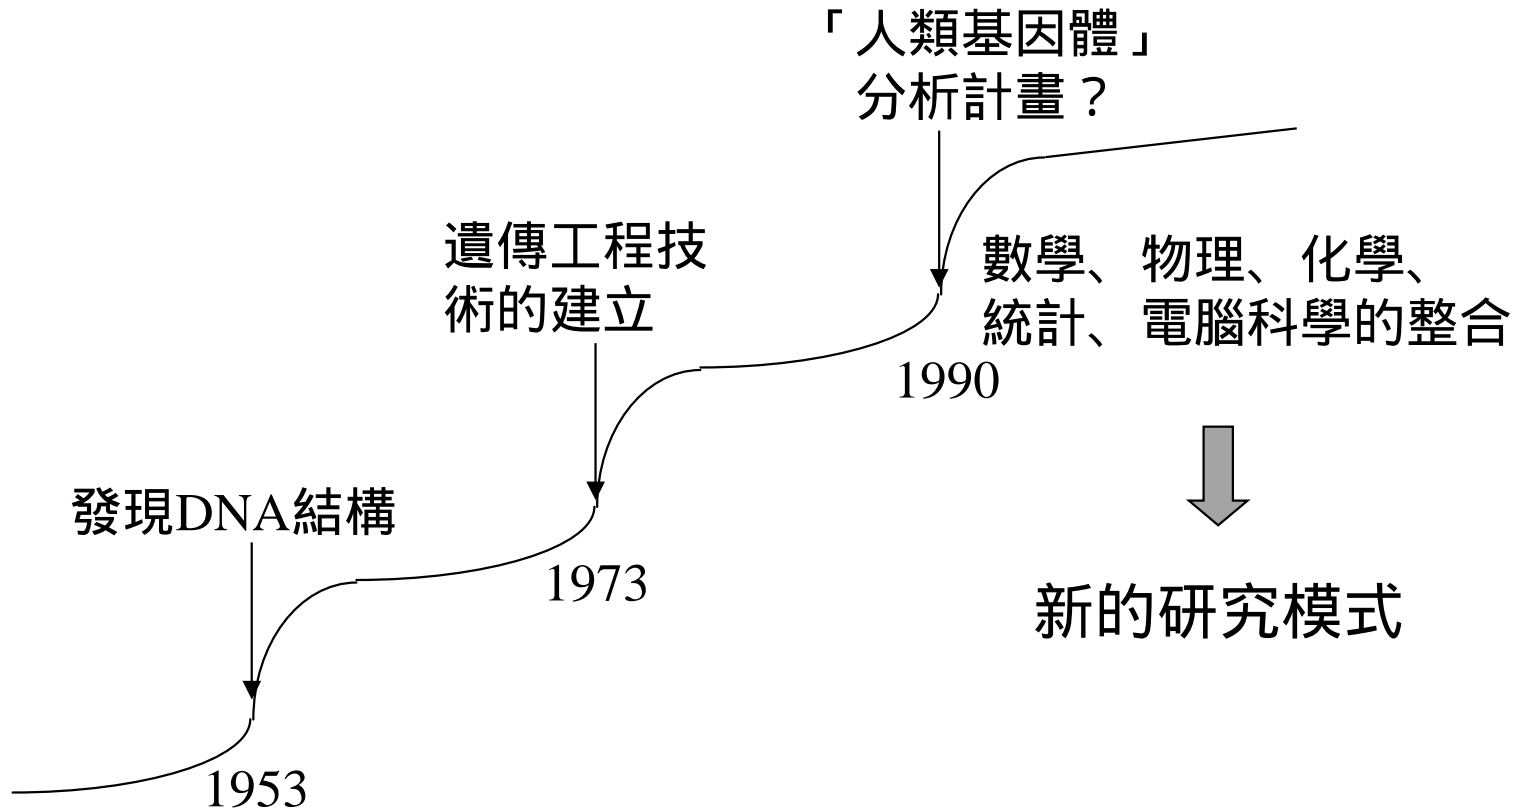 「人類基因體」
分析計畫？
遺傳工程技
術的建立
數學、物理、化學、
統計、電腦科學的整合
1990
發現DNA結構
1973
新的研究模式
1953